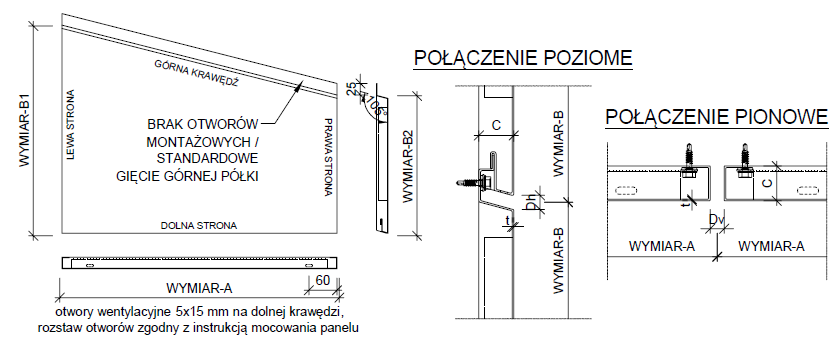 WYMIAR-B1
LEWA STRONA
GÓRNA KRAWĘDŹ
BRAK OTWORÓW
MONTAŻOWYCH /
STANDARDOWE
GIĘCIE GÓRNEJ PÓŁKI
PRAWA STRONA
DOLNA STRONA
25
106°
WYMIAR-B2
60
WYMIAR-A
otwory wentylacyjne 5x15 mm na dolnej krawędzi,
rozstaw otworów zgodny z instrukcją mocowania panelu
POŁĄCZENIE POZIOME
C
WYMIAR-B
Dh
t
WYMIAR-B
POŁĄCZENIE PIONOWE
C
t
Dv
WYMIAR-A
WYMIAR-A